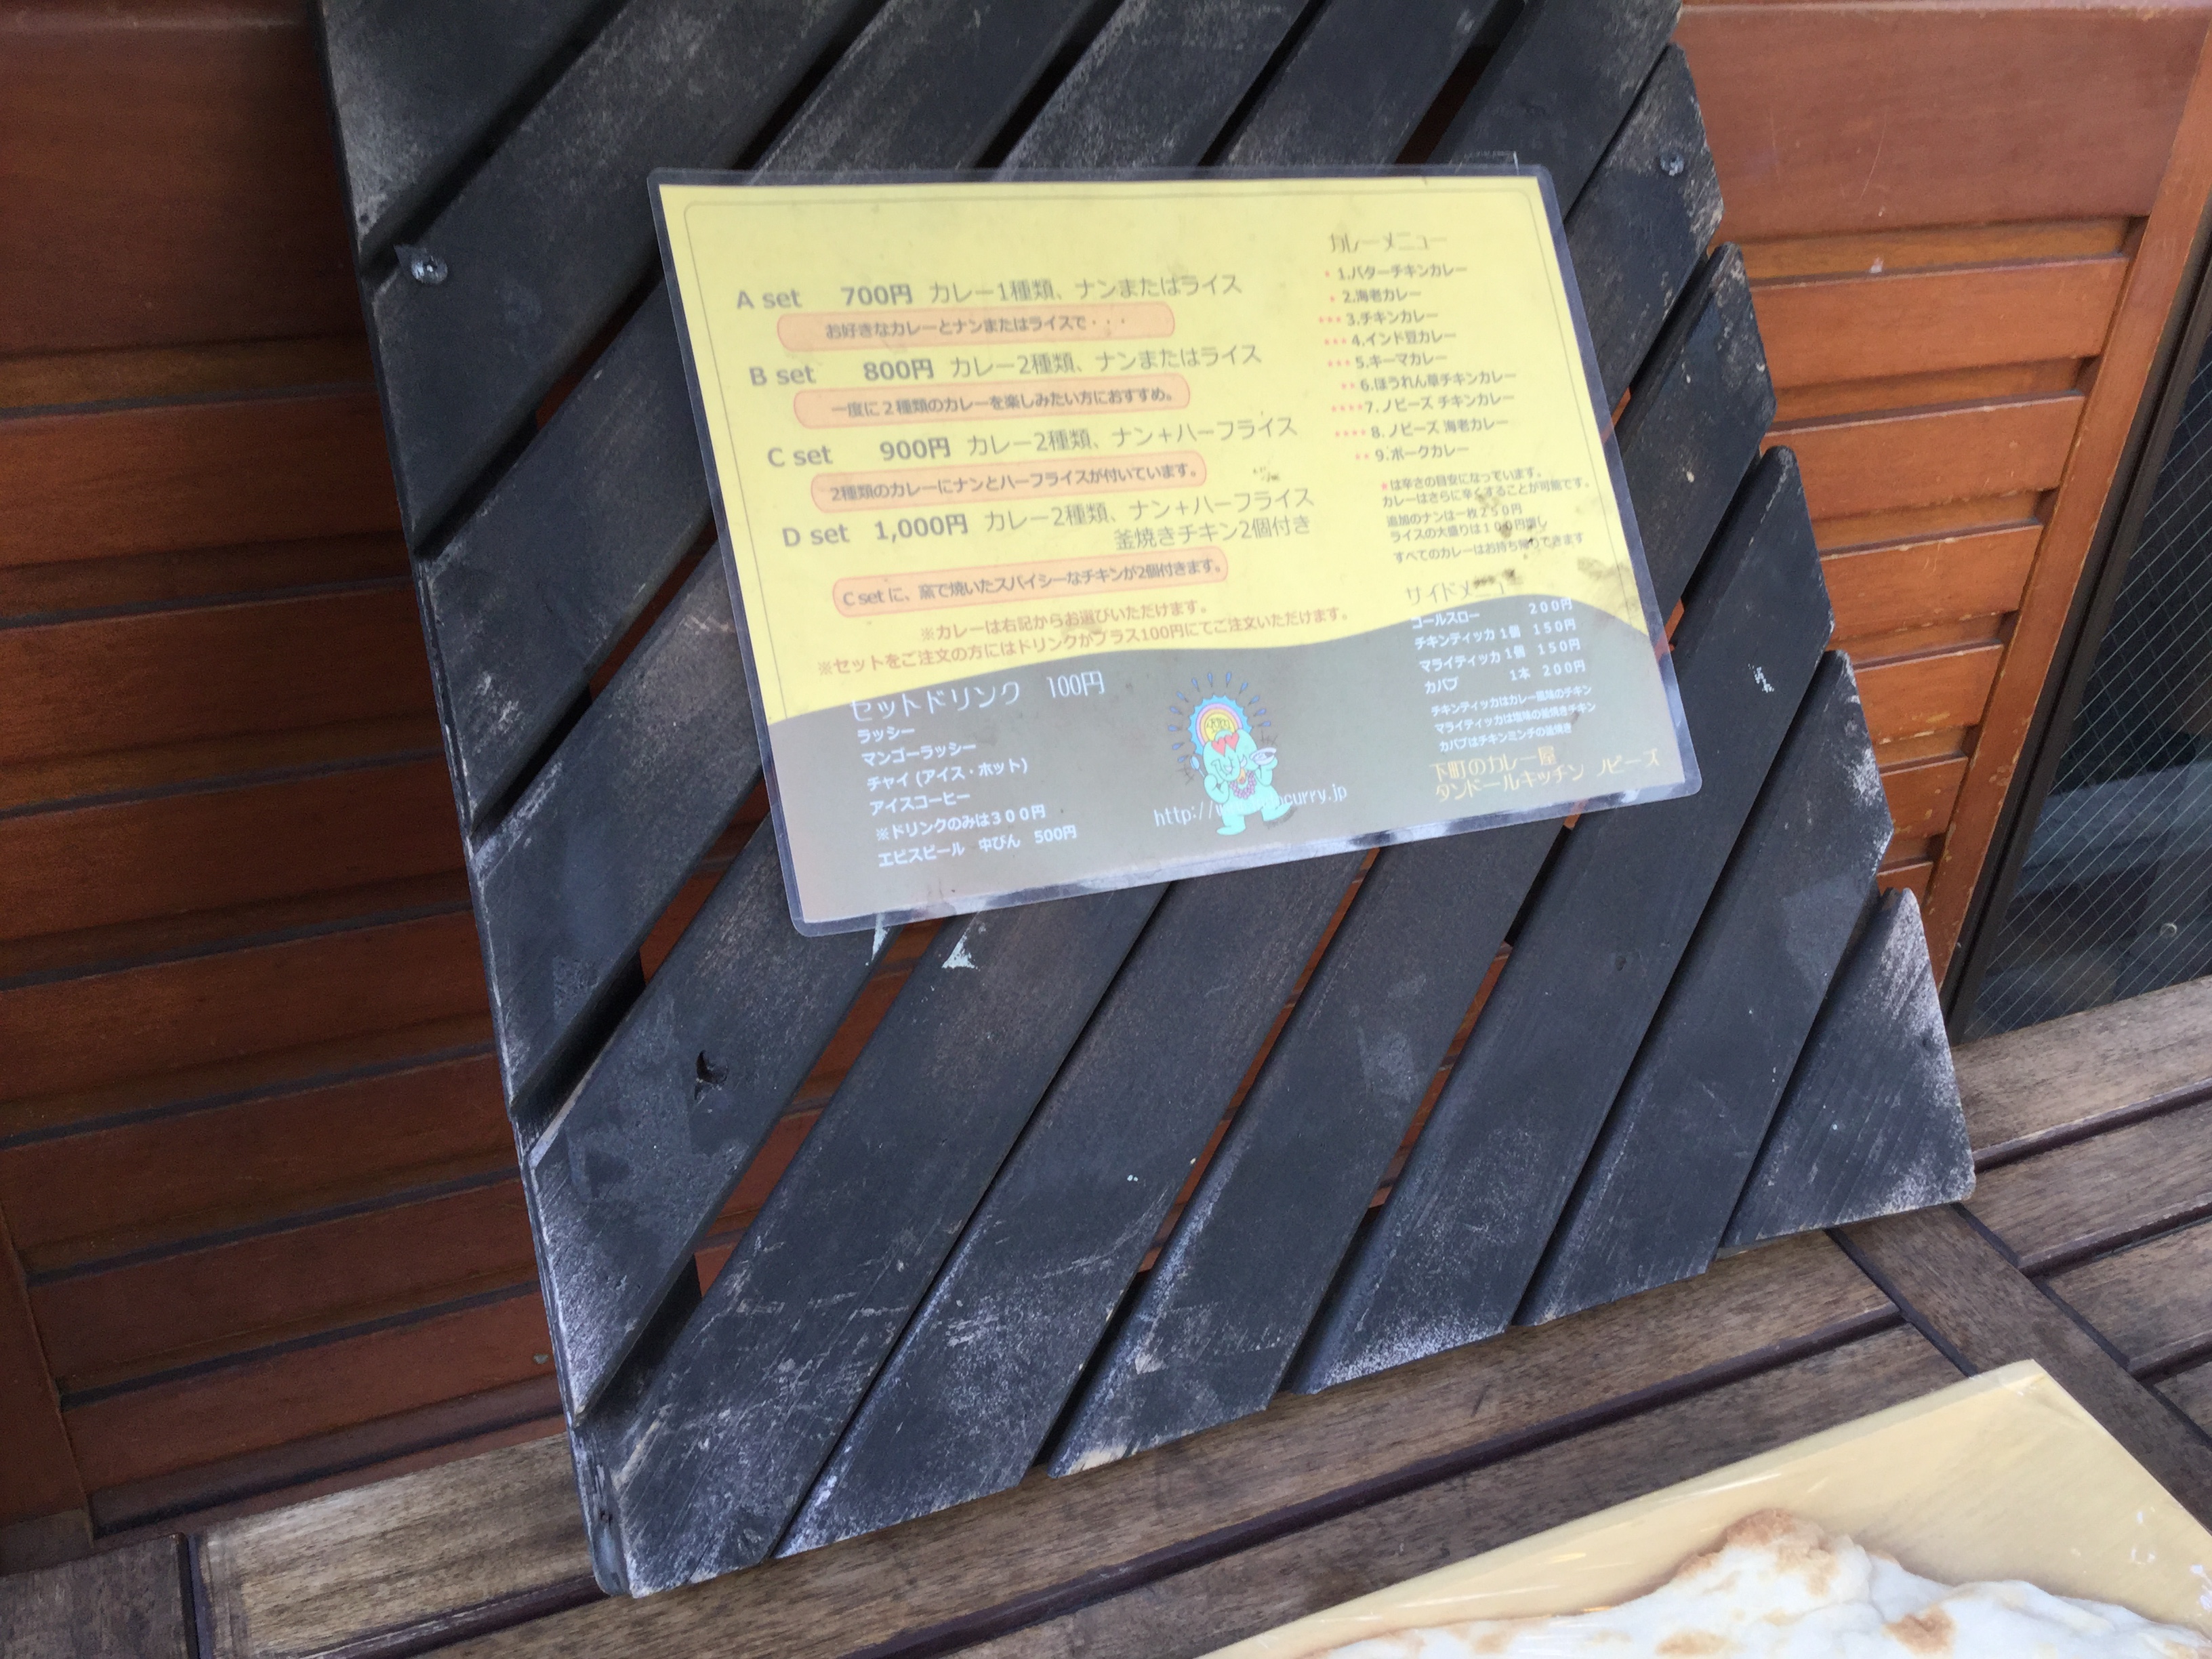 A set 700円 カレー1種類、ナンまたはライス
お好きなカレーとナンまたはライスで・・・
B set 800円 カレー2種類、ナンまたはライス
一度に2種類のカレーを楽しみたい方におすすめ。
C set 900円 カレー2種類、ナン+ハーフライス
2種類のカレーにナンとハーフライスが付いています。
D set 1,000円 カレー2種類、ナン+ハーフライス
釜焼きチキン2個付き
C setに、窯で焼いたスパイシーなチキンが2個付きます。
※カレーは右記からお選びいただけます。
※セットをご注文の方にはドリンクがプラス100円にてご注文いただけます。
カレーメニュー
★ 1.バターチキンカレー
★ 2.海老カレー
★★★ 3.チキンカレー
★★★ 4.インド豆カレー
★★★ 5.キーマカレー
★★ 6.ほうれん草チキンカレー
★★★★ 7.ノビーズ チキンカレー
★★★★ 8.ノビーズ 海老カレー
★★ 9.ポークカレー
★は辛さの目安になっています。
カレーはさらに辛くすることが可能です。
追加のナンは一枚250円
ライスの大盛りは100円増し
すべてのカレーはお持ち帰りできます
サイドメニュー
コールスロー 200円
チキンティッカ 1個 150円
マライティッカ 1個 150円
カバブ 1本 200円
チキンティッカはカレー風味のチキン
マライティッカは塩味の釜焼きチキン
カバブはチキンミンチの釜焼き
下町のカレー屋
タンドールキッチン ノビーズ
セットドリンク 100円
ラッシー
マンゴーラッシー
チャイ (アイス・ホット)
アイスコーヒー
※ドリンクのみは300円
エビスビール 中びん 500円